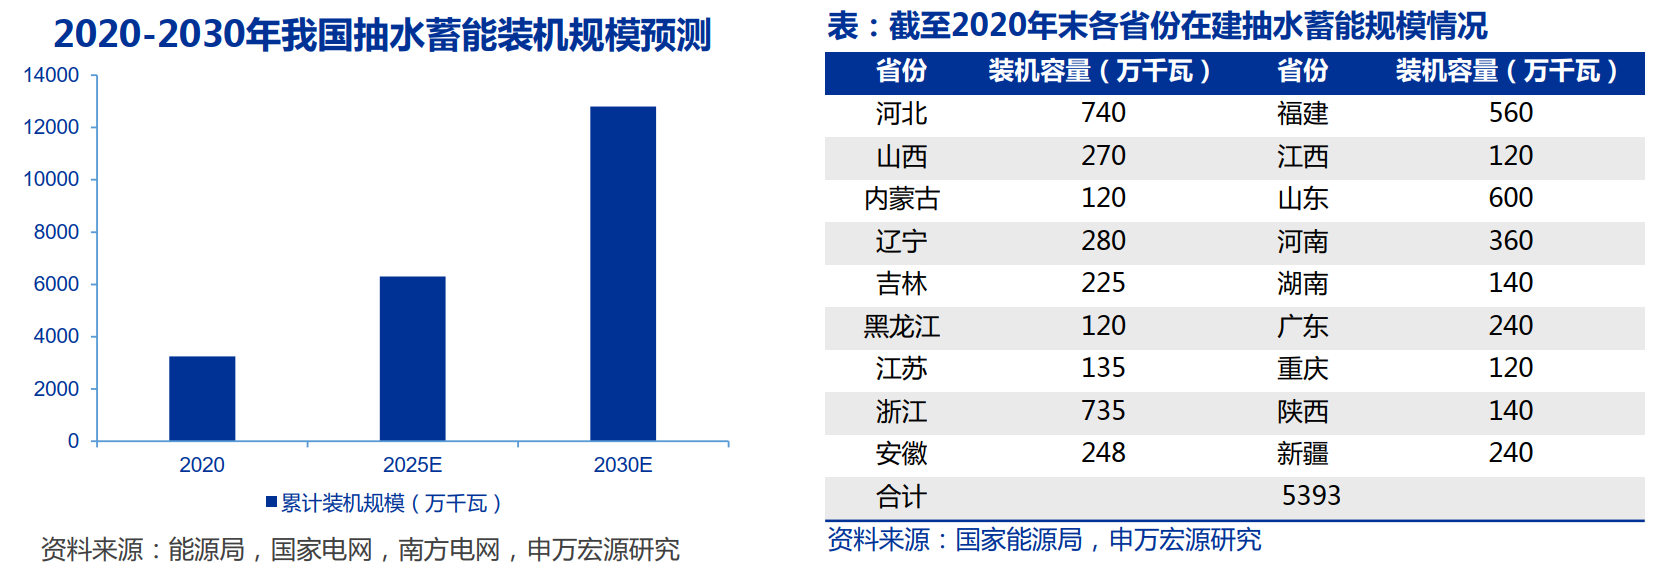 2020-2030年我国抽水蓄能装机规模预测
14000
12000
10000
8000
6000
4000
2000
0
2020 2025E 2030E
累计装机规模（万千瓦）
资料来源：能源局，国家电网，南方电网，申万宏源研究
表：截至2020年末各省份在建抽水蓄能规模情况
省份 装机容量（万千瓦） 省份 装机容量（万千瓦）
河北 740 福建 560
山西 270 江西 120
内蒙古 120 山东 600
辽宁 280 河南 360
吉林 225 湖南 140
黑龙江 120 广东 240
江苏 135 重庆 120
浙江 735 陕西 140
安徽 248 新疆 240
合计 5393
资料来源：国家能源局，申万宏源研究